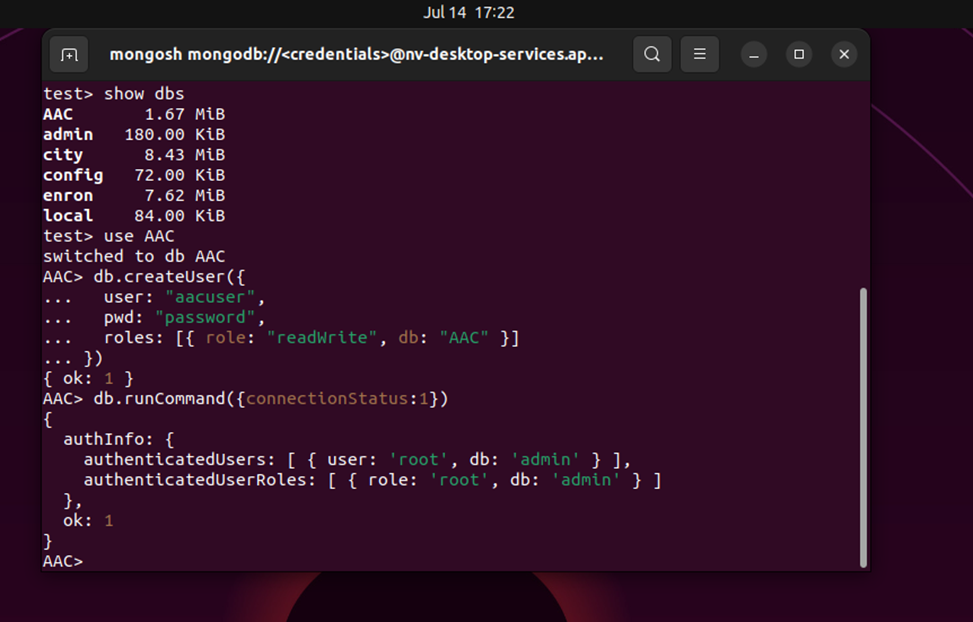 Jul 14 17:22
mongosh mongodb://<credentials>@nv-desktop-services.ap...
test> show dbs
AAC       1.67 MiB
admin   180.00 KiB
city      8.43 MiB
config   72.00 KiB
enron     7.62 MiB
local    84.00 KiB
test> use AAC
switched to db AAC
AAC> db.createUser({
...   user: "aacuser",
...   pwd: "password",
...   roles: [{ role: "readWrite", db: "AAC" }]
... })
{ ok: 1 }
AAC> db.runCommand({connectionStatus:1})
{
  authInfo: {
    authenticatedUsers: [ { user: 'root', db: 'admin' } ],
    authenticatedUserRoles: [ { role: 'root', db: 'admin' } ]
  },
  ok: 1
}
AAC>